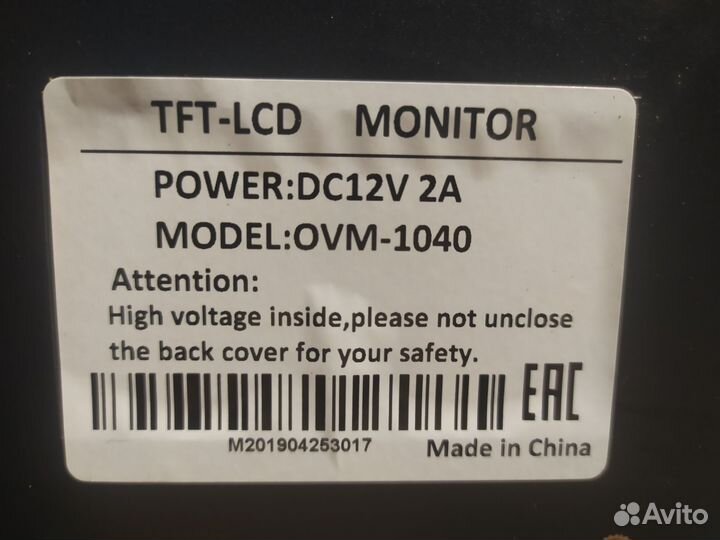 TFT-LCD MONITOR
POWER:DC12V 2A
MODEL:OVM-1040
Attention:
High voltage inside,please not unclose
the back cover for your safety.
EAC
M201904253017
Made in China
Avito